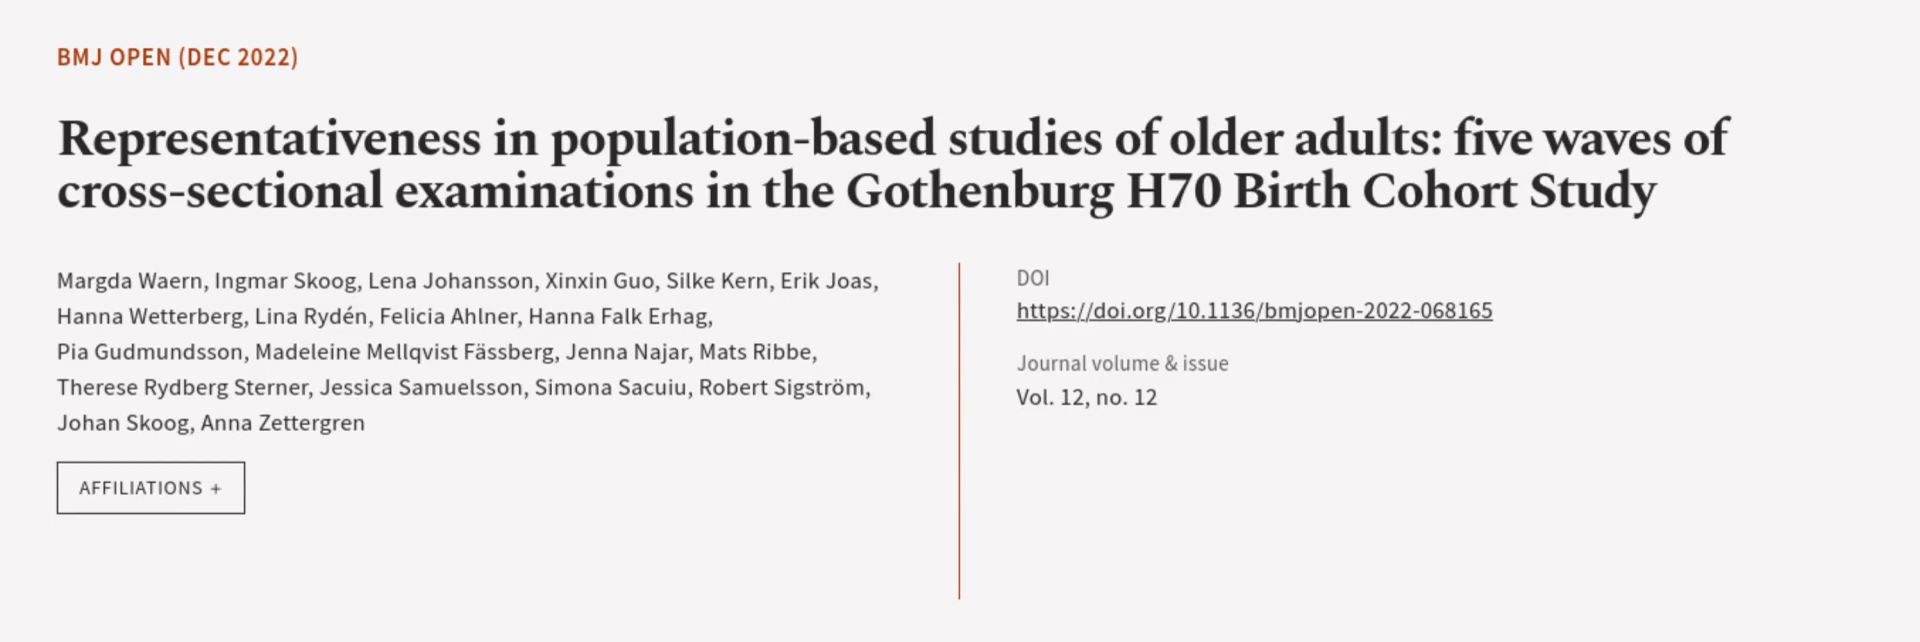 BMJ OPEN (DEC 2022)
Representativeness in population-based studies of older adults: five waves of
cross-sectional examinations in the Gothenburg H70 Birth Cohort Study
Margda Waern, Ingmar Skoog, Lena Johansson, Xinxin Guo, Silke Kern, Erik Joas,
Hanna Wetterberg, Lina Rydén, Felicia Ahlner, Hanna Falk Erhag,
Pia Gudmundsson, Madeleine Mellqvist Fässberg, Jenna Najar, Mats Ribbe,
Therese Rydberg Sterner, Jessica Samuelsson, Simona Sacuiu, Robert Sigström,
Johan Skoog, Anna Zettergren
AFFILIATIONS +
DOI
https://doi.org/10.1136/bmjopen-2022-068165
Journal volume & issue
Vol. 12, no. 12